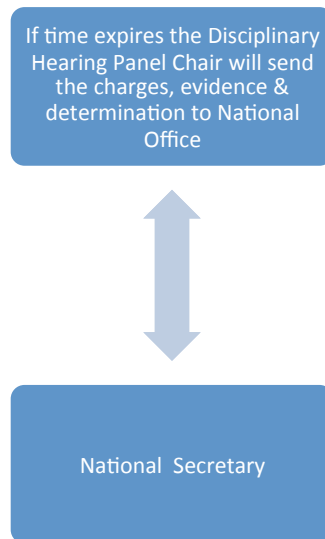 If time expires the Disciplinary
Hearing Panel Chair will send
the charges, evidence &
determination to National
Office
National Secretary